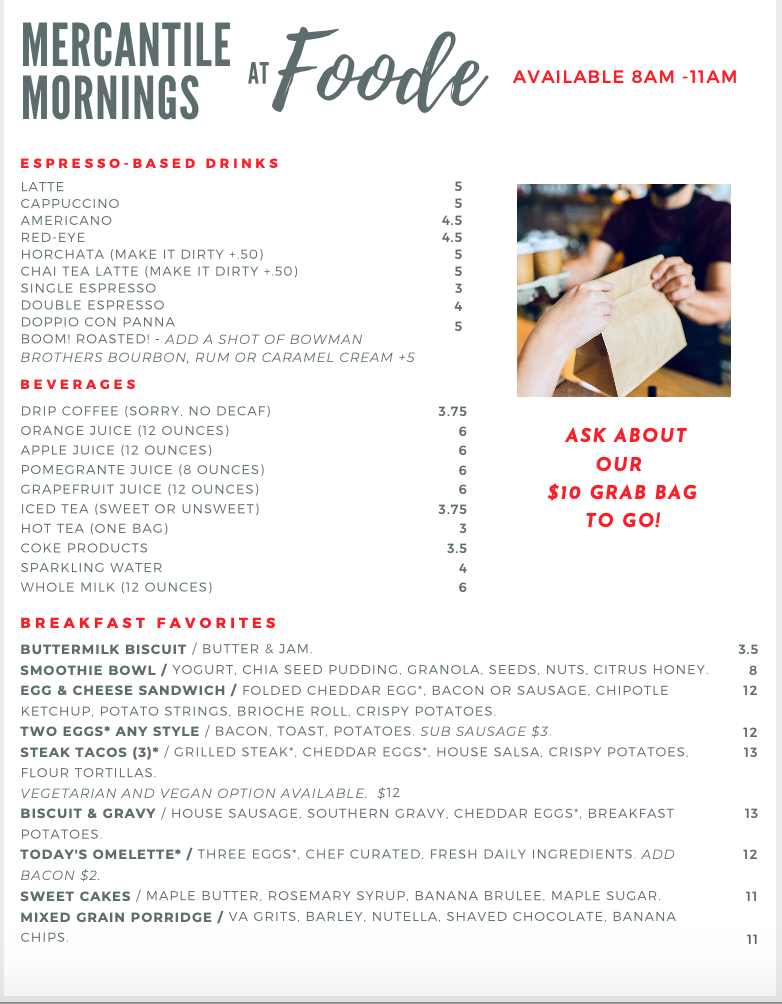 MERCANTILE
MORNINGS
AT Foode
AVAILABLE 8AM -11AM
ESPRESSO-BASED DRINKS
LATTE 5
CAPPUCCINO 5
AMERICANO 4.5
RED-EYE 4.5
HORCHATA (MAKE IT DIRTY +.50) 5
CHAI TEA LATTE (MAKE IT DIRTY +.50) 5
SINGLE ESPRESSO 3
DOUBLE ESPRESSO 4
DOPPIO CON PANNA 5
BOOM! ROASTED! - ADD A SHOT OF BOWMAN
BROTHERS BOURBON, RUM OR CARAMEL CREAM +5
BEVERAGES
DRIP COFFEE (SORRY, NO DECAF) 3.75
ORANGE JUICE (12 OUNCES) 6
APPLE JUICE (12 OUNCES) 6
POMEGRANTE JUICE (8 OUNCES) 6
GRAPEFRUIT JUICE (12 OUNCES) 6
ICED TEA (SWEET OR UNSWEET) 3.75
HOT TEA (ONE BAG) 3
COKE PRODUCTS 3.5
SPARKLING WATER 4
WHOLE MILK (12 OUNCES) 6
ASK ABOUT
OUR
$10 GRAB BAG
TO GO!
BREAKFAST FAVORITES
BUTTERMILK BISCUIT / BUTTER & JAM. 3.5
SMOOTHIE BOWL / YOGURT, CHIA SEED PUDDING, GRANOLA, SEEDS, NUTS, CITRUS HONEY. 8
EGG & CHEESE SANDWICH / FOLDED CHEDDAR EGG*, BACON OR SAUSAGE, CHIPOTLE 12
KETCHUP, POTATO STRINGS, BRIOCHE ROLL, CRISPY POTATOES.
TWO EGGS* ANY STYLE / BACON, TOAST, POTATOES. SUB SAUSAGE $3. 12
STEAK TACOS (3)* / GRILLED STEAK*, CHEDDAR EGGS*, HOUSE SALSA, CRISPY POTATOES, 13
FLOUR TORTILLAS.
VEGETARIAN AND VEGAN OPTION AVAILABLE. $12
BISCUIT & GRAVY / HOUSE SAUSAGE, SOUTHERN GRAVY, CHEDDAR EGGS*, BREAKFAST 13
POTATOES.
TODAY'S OMELETTE* / THREE EGGS*, CHEF CURATED, FRESH DAILY INGREDIENTS. ADD 12
BACON $2.
SWEET CAKES / MAPLE BUTTER, ROSEMARY SYRUP, BANANA BRULEE, MAPLE SUGAR. 11
MIXED GRAIN PORRIDGE / VA GRITS, BARLEY, NUTELLA, SHAVED CHOCOLATE, BANANA
CHIPS. 11